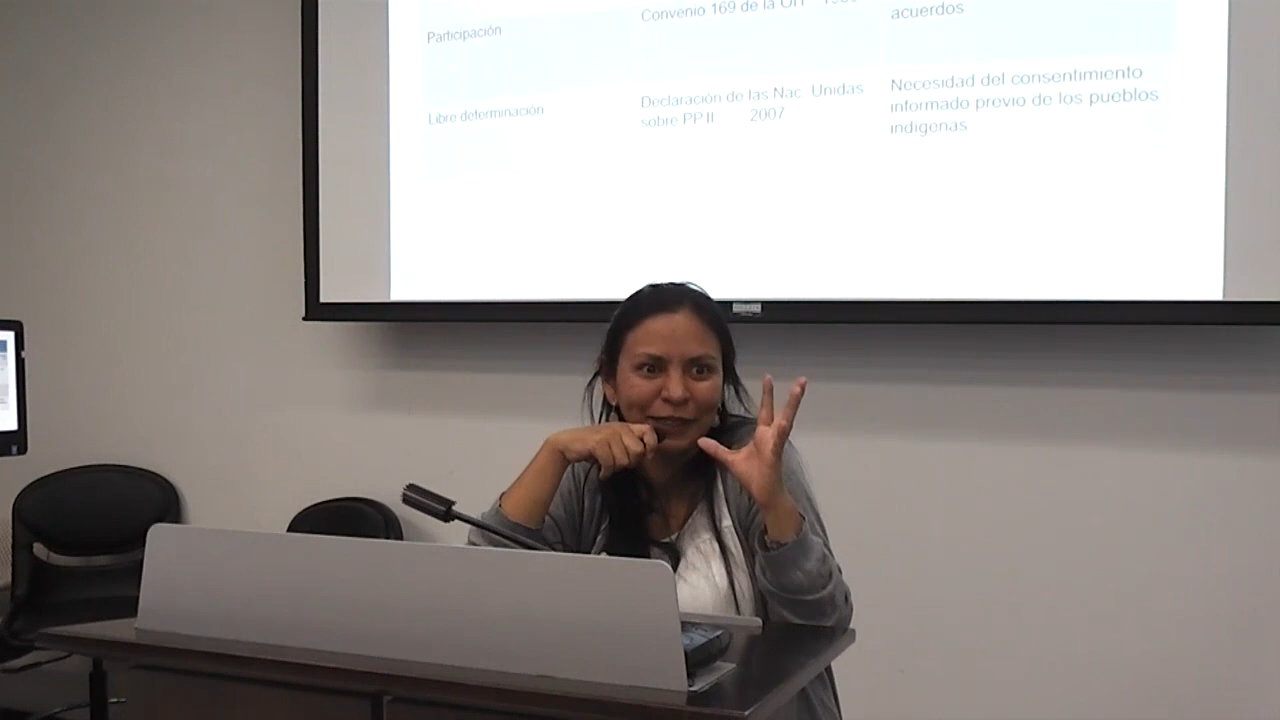 Participación
Convenio 169 de la OIT
acuerdos
Libre determinación
Declaración de las Nac Unidas
sobre PP II 2007
Necesidad del consentimiento
informado previo de los pueblos
indígenas